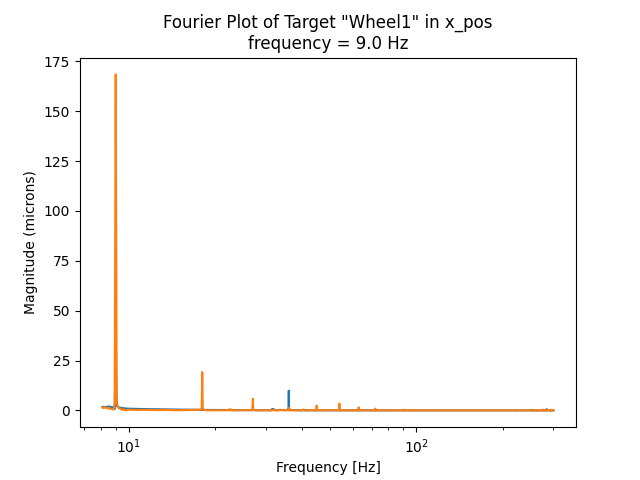 Fourier Plot of Target "Wheel1" in x_pos
frequency = 9.0 Hz
175
150
125
100
75
50
25
0
Magnitude (microns)
10¹
10²
Frequency [Hz]